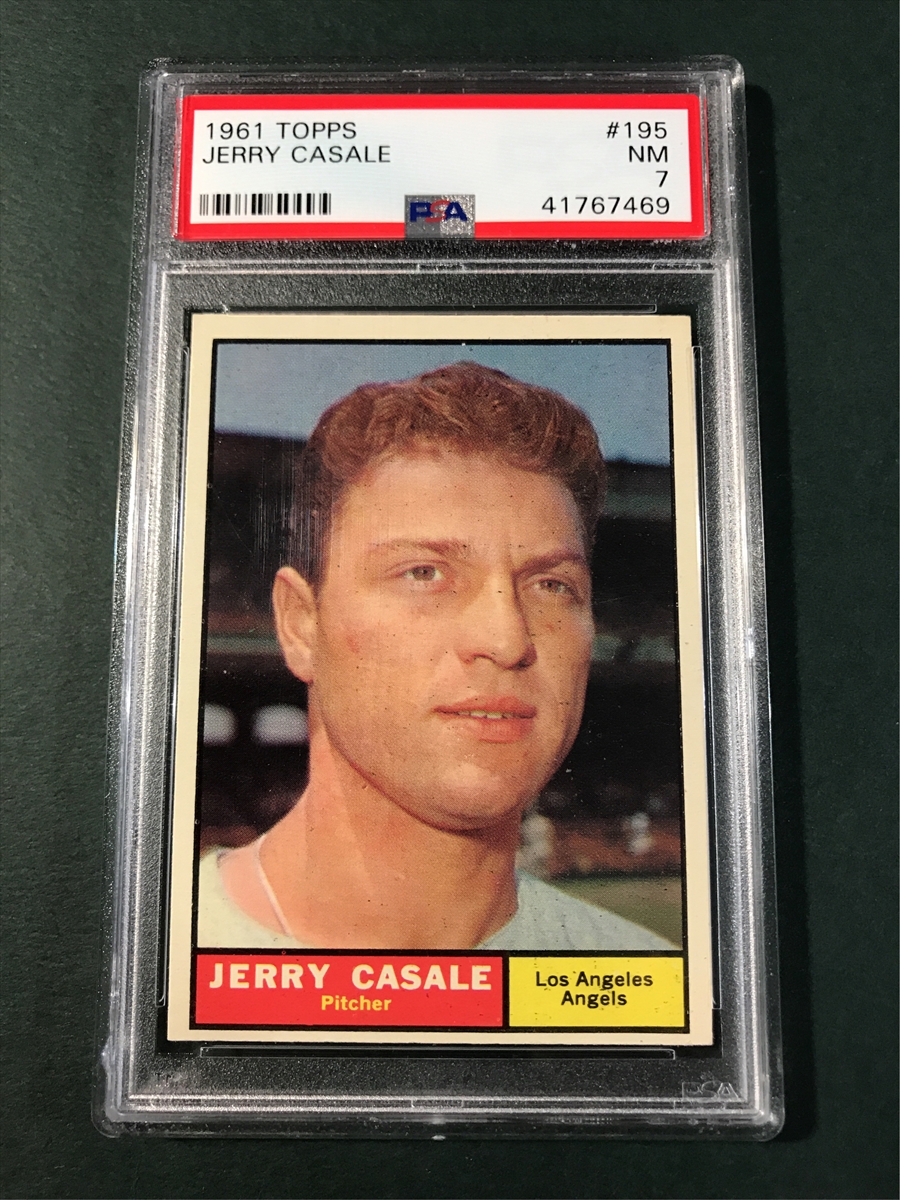 1961 TOPPS #195
JERRY CASALE NM
7
PSA 41767469
JERRY CASALE
Pitcher
Los Angeles
Angels
PSA